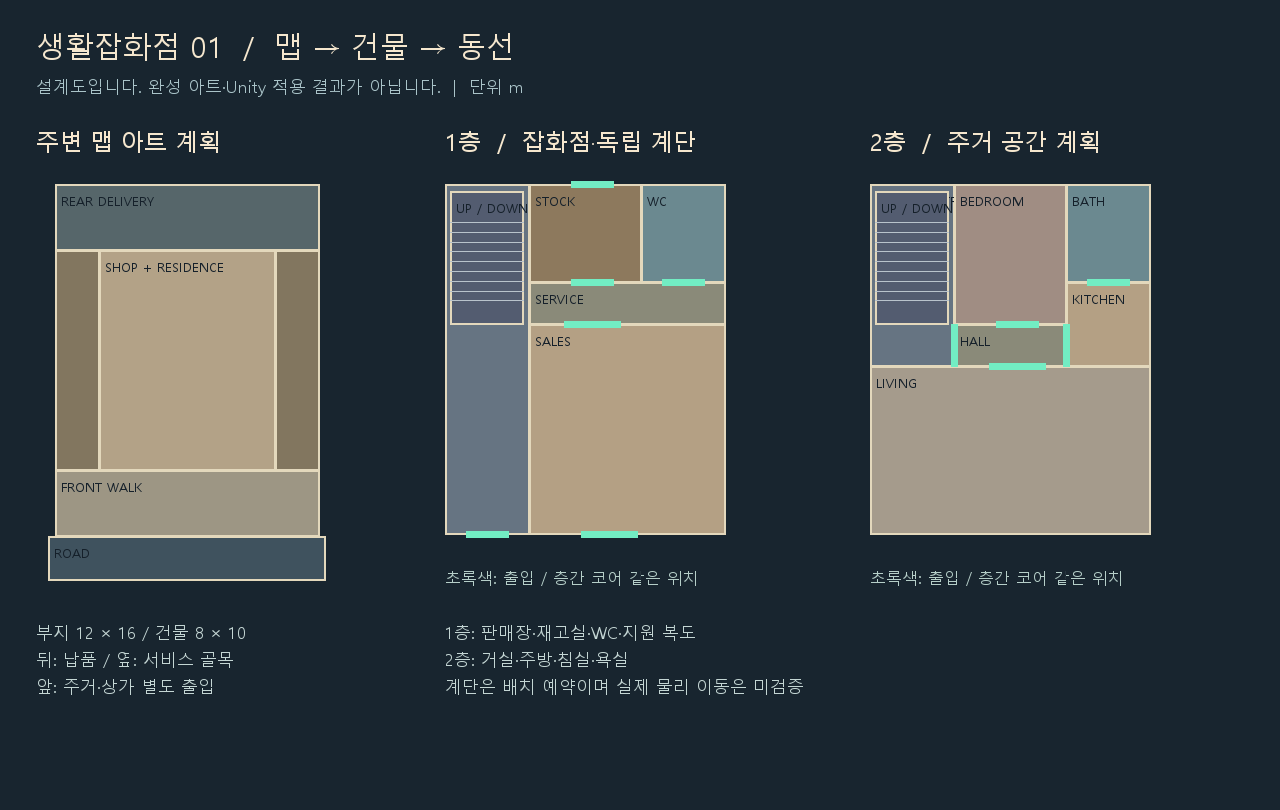 생활잡화점 01 / 맵 → 건물 → 동선
설계도입니다. 완성 아트·Unity 적용 결과가 아닙니다. | 단위 m
주변 맵 아트 계획
REAR DELIVERY
SHOP + RESIDENCE
FRONT WALK
ROAD
부지 12 × 16 / 건물 8 × 10
뒤: 납품 / 옆: 서비스 골목
앞: 주거·상가 별도 출입
1층 / 잡화점·독립 계단
UP / DOWN
STOCK
WC
SERVICE
SALES
초록색: 출입 / 층간 코어 같은 위치
1층: 판매장·재고실·WC·지원 복도
2층: 거실·주방·침실·욕실
계단은 배치 예약이며 실제 물리 이동은 미검증
2층 / 주거 공간 계획
UP / DOWN
BEDROOM
BATH
KITCHEN
HALL
LIVING
초록색: 출입 / 층간 코어 같은 위치